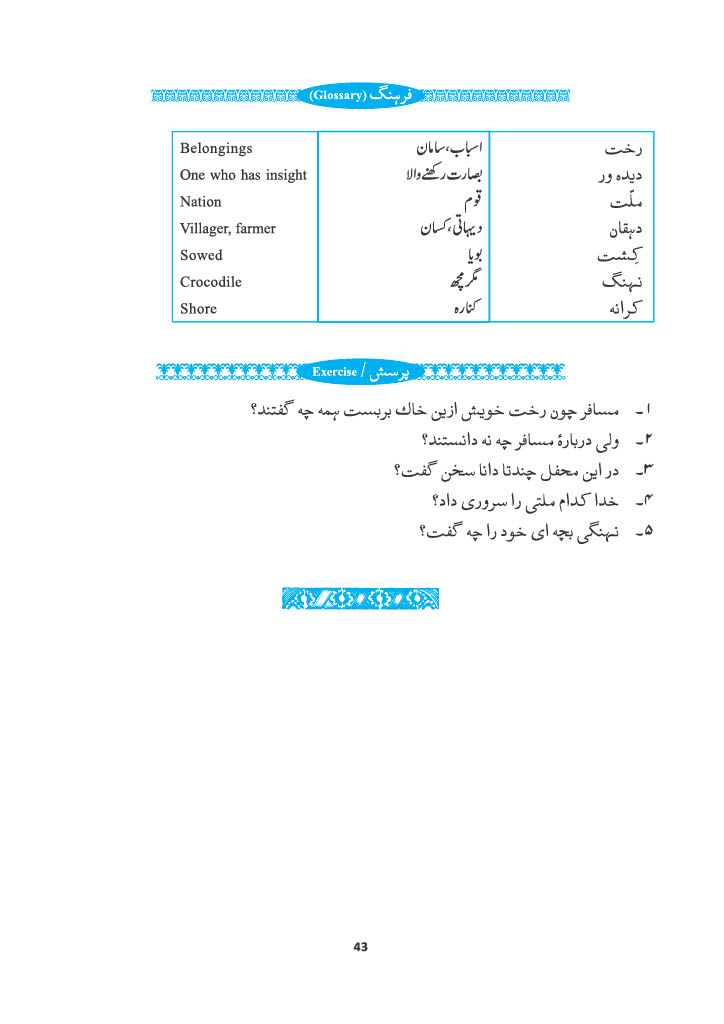 فرہنگ (Glossary)
رخت اسباب، سامان Belongings
دیدہ ور بصارت رکھنے والا One who has insight
ملّت قوم Nation
دہقان دیہاتی، کسان Villager, farmer
کِشت بویا Sowed
نہنگ مگرمچھ Crocodile
کرانہ کنارہ Shore
پرسش / Exercise
۱۔ مسافر چون رخت خویش ازین خاك بربست ہمه چه گفتند؟
۲۔ ولی دربارۂ مسافر چه نه دانستند؟
۳۔ در این محفل چندتا دانا سخن گفت؟
۴۔ خدا کدام ملتی را سروری داد؟
۵۔ نہنگی بچه ای خود را چه گفت؟
43